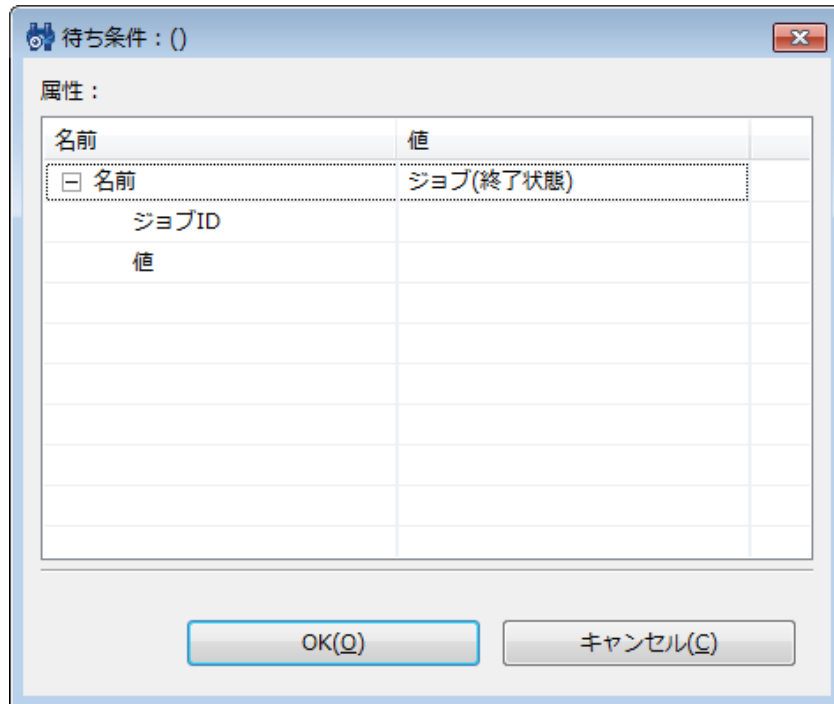 待ち条件：()
属性：
名前 値
名前 ジョブ(終了状態)
ジョブID
値
OK(O) キャンセル(C)